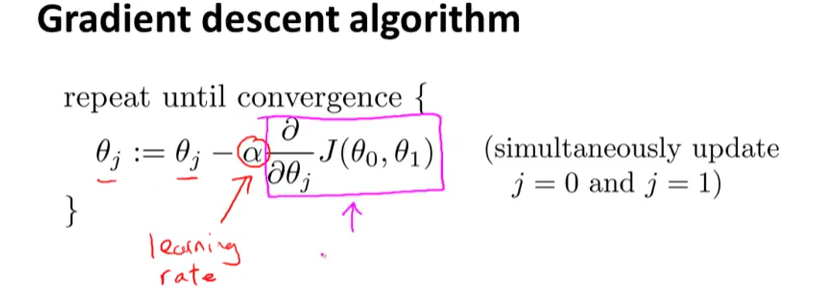 Gradient descent algorithm
repeat until convergence {
θj := θj − α ∂/∂θj J(θ0, θ1) (simultaneously update
j = 0 and j = 1)
}
learning
rate